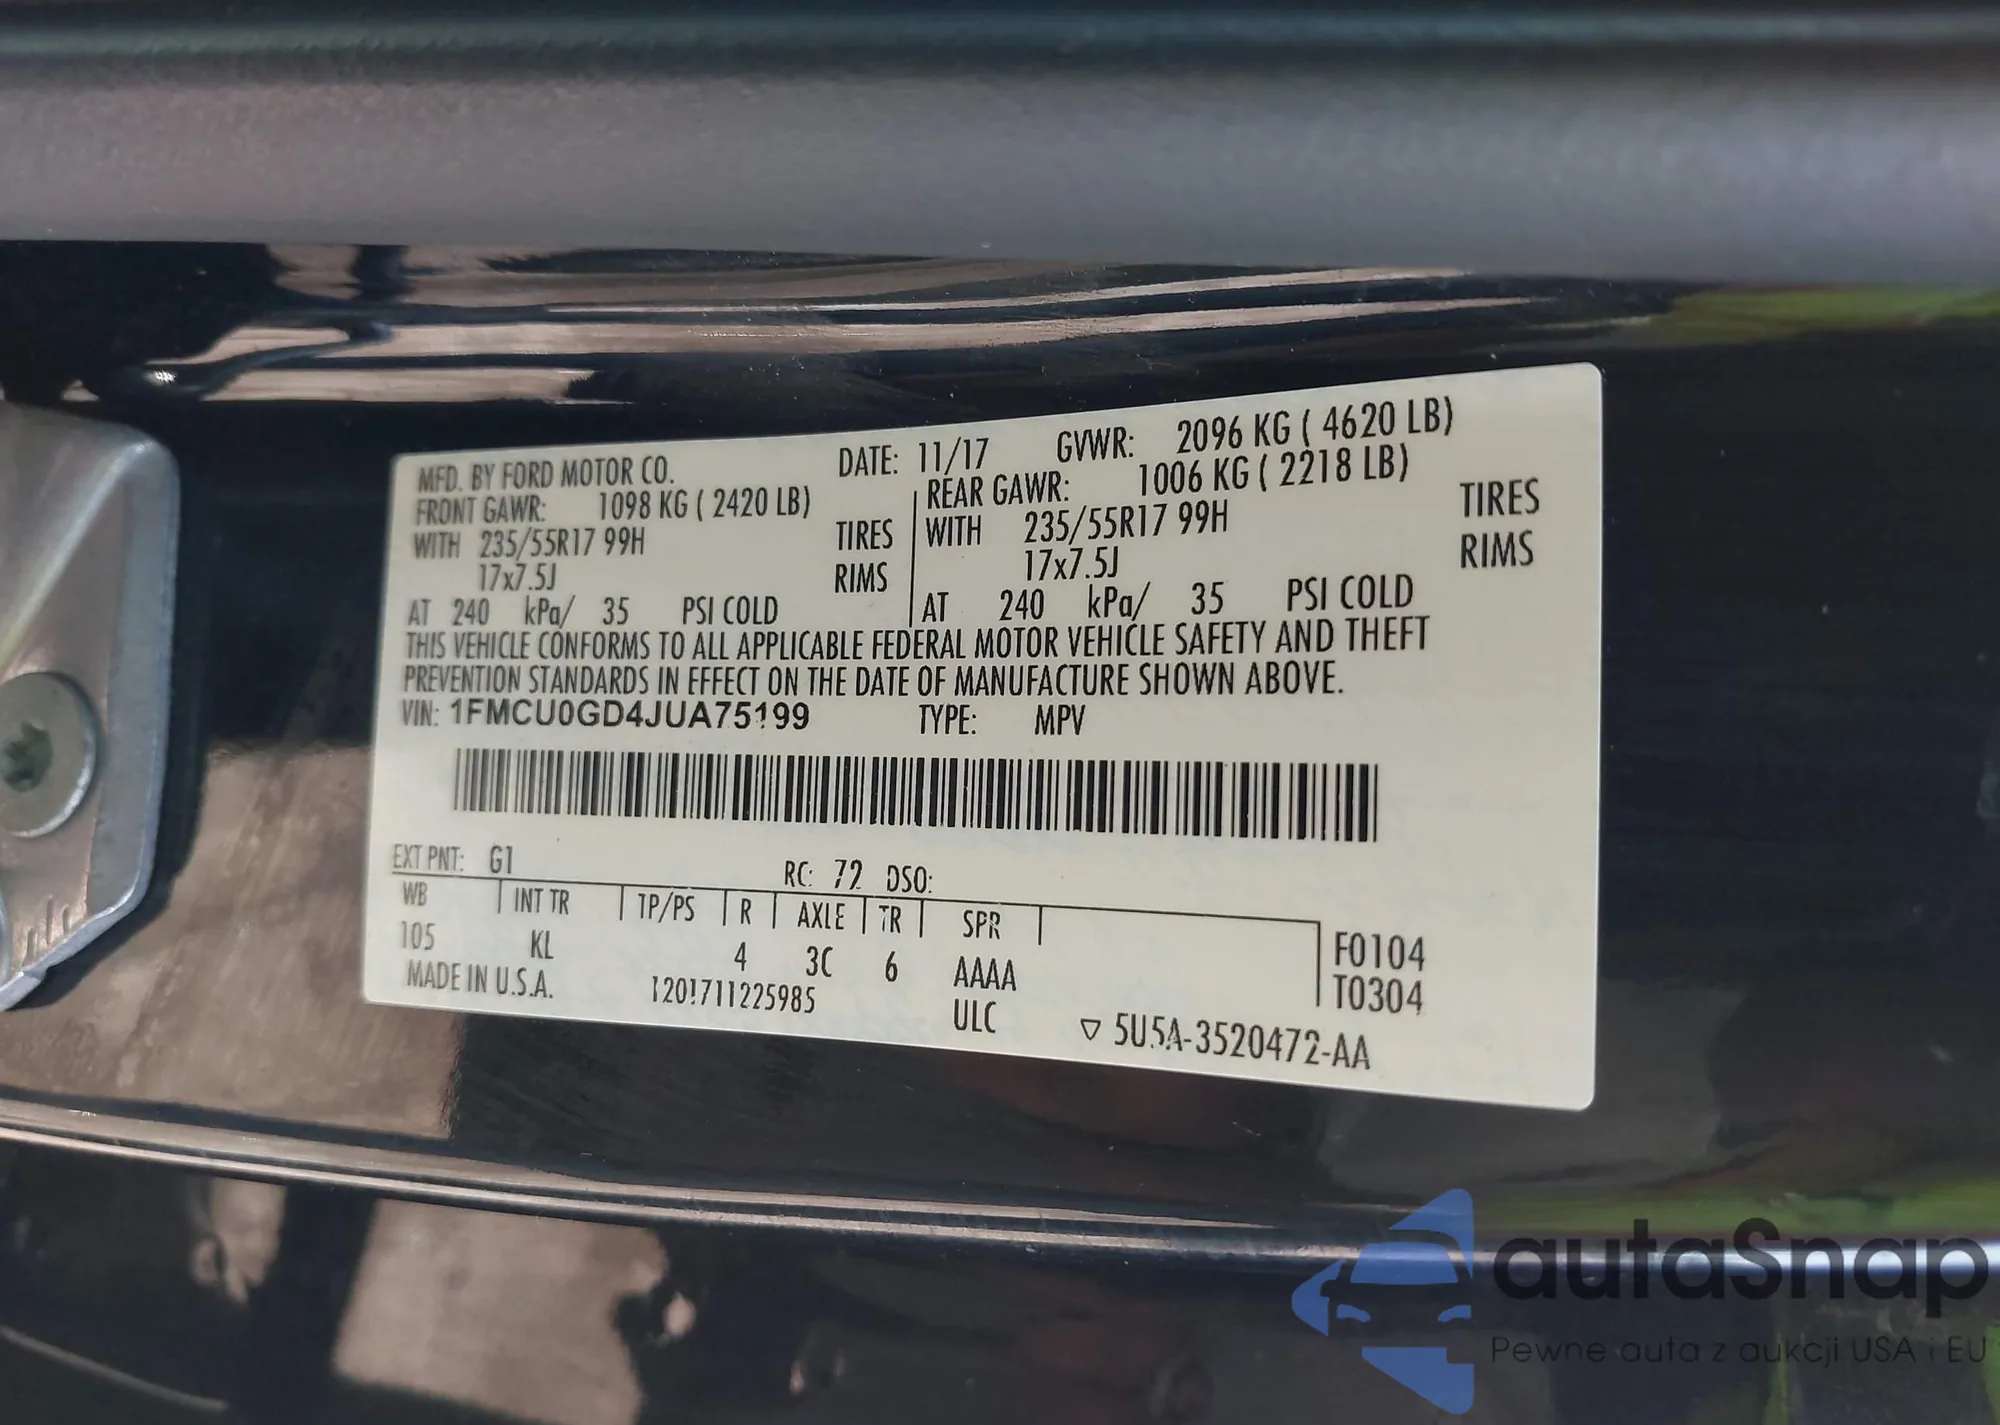 MFD. BY FORD MOTOR CO. DATE: 11/17 GVWR: 2096 KG ( 4620 LB)
FRONT GAWR: 1098 KG ( 2420 LB) REAR GAWR: 1006 KG ( 2218 LB)
WITH 235/55R17 99H TIRES WITH 235/55R17 99H TIRES
17x7.5J RIMS 17x7.5J RIMS
AT 240 kPa/ 35 PSI COLD AT 240 kPa/ 35 PSI COLD
THIS VEHICLE CONFORMS TO ALL APPLICABLE FEDERAL MOTOR VEHICLE SAFETY AND THEFT
PREVENTION STANDARDS IN EFFECT ON THE DATE OF MANUFACTURE SHOWN ABOVE.
VIN: 1FMCU0GD4JUA75199 TYPE: MPV
EXT PNT: G1 RC: 72 DSO:
WB INT TR TP/PS R AXLE TR SPR
105 KL 4 3C 6 AAAA F0104
MADE IN U.S.A. 1201711225985 ULC T0304
▽ 5U5A-3520472-AA
autaSnap
Pewne auta z aukcji USA i EU